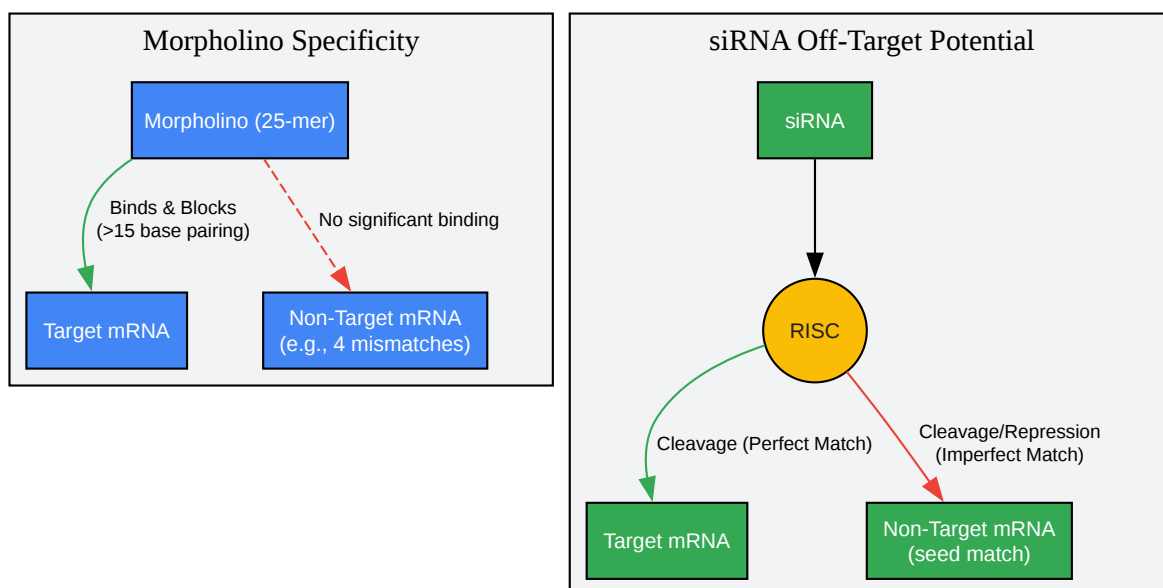 Morpholino Specificity
Morpholino (25-mer)
Binds & Blocks
(>15 base pairing)
No significant binding
Target mRNA
Non-Target mRNA
(e.g., 4 mismatches)
siRNA Off-Target Potential
siRNA
RISC
Cleavage (Perfect Match)
Cleavage/Repression
(Imperfect Match)
Target mRNA
Non-Target mRNA
(seed match)